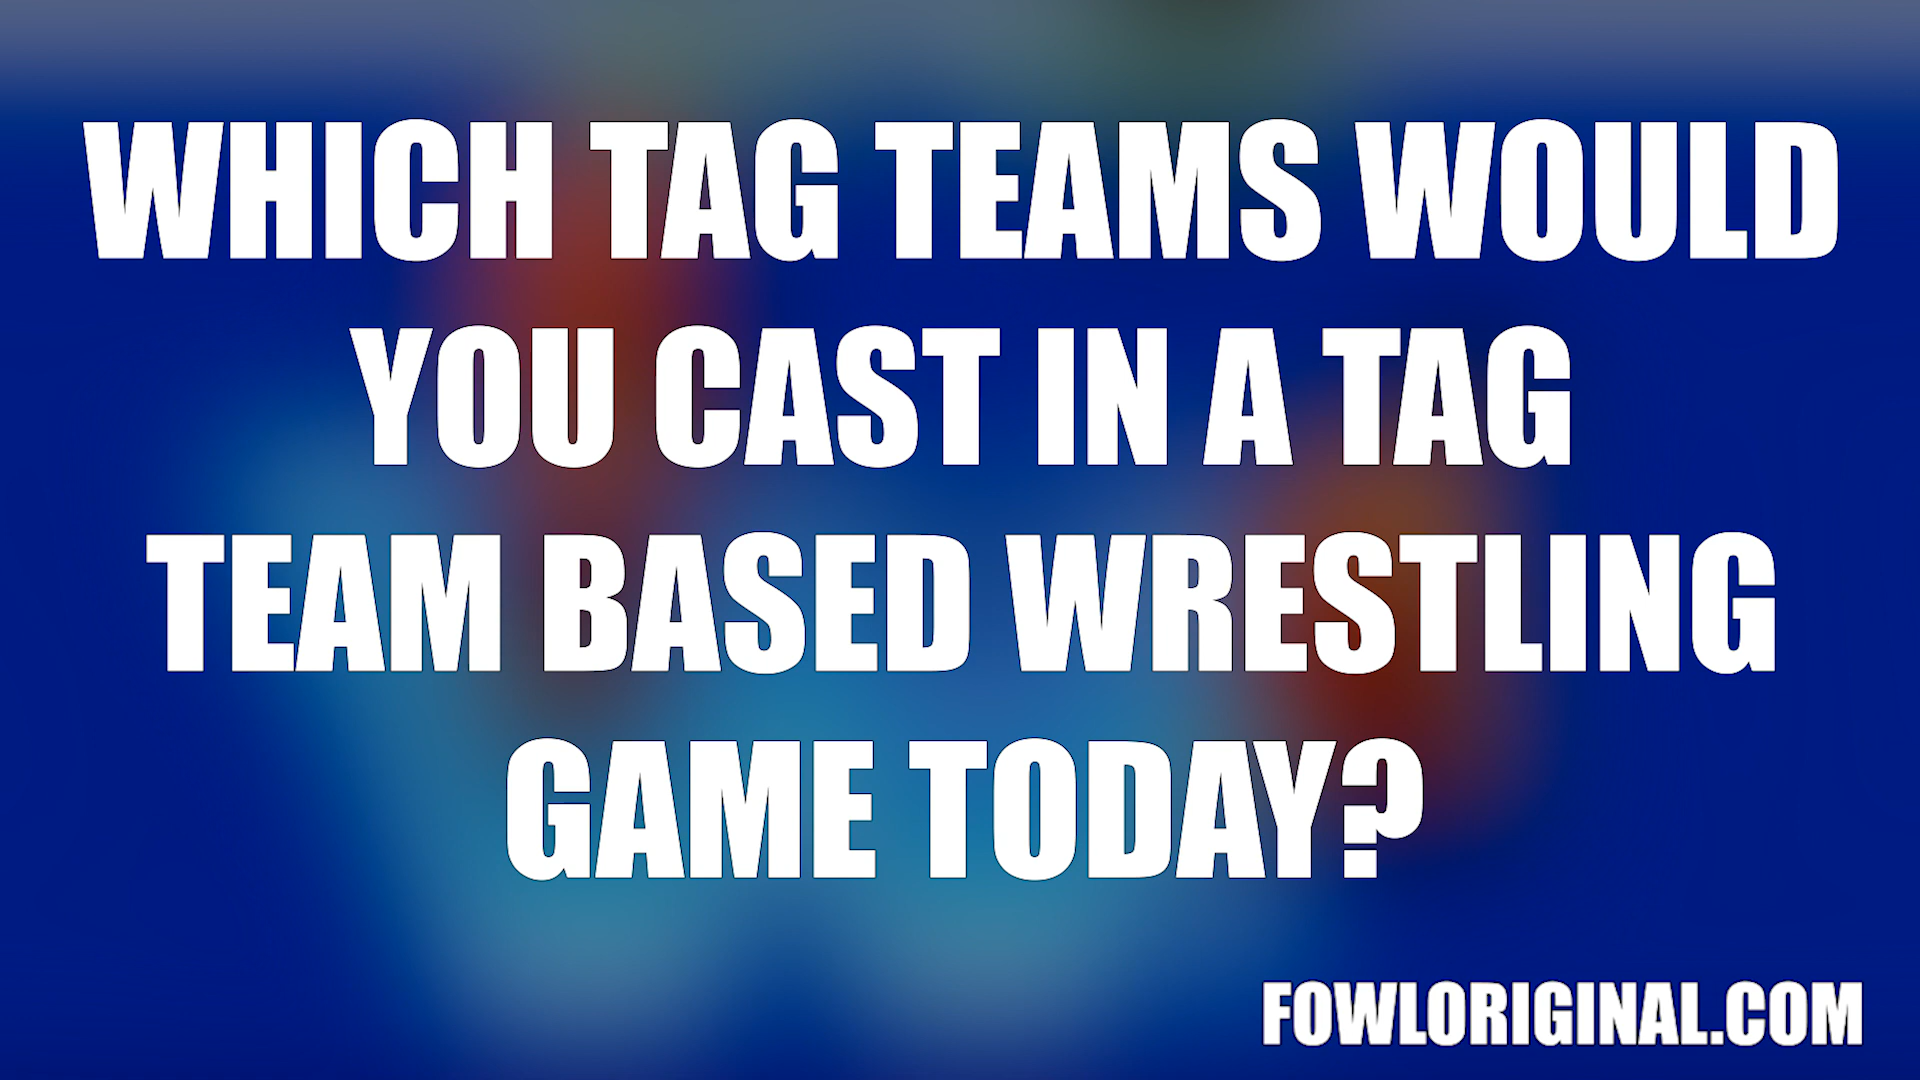 WHICH TAG TEAMS WOULD
YOU CAST IN A TAG
TEAM BASED WRESTLING
GAME TODAY?
FOWLORIGINAL.COM